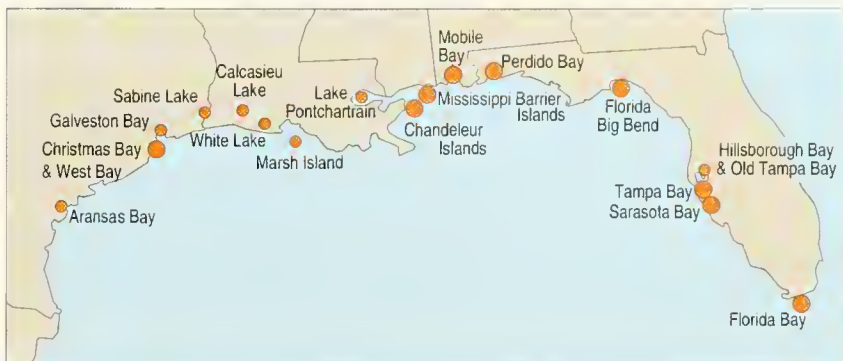 Mobile
Bay
Perdido Bay
Calcasieu
Lake
Lake
Pontchartrain
Sabine Lake
Mississippi Barrier
Islands
Galveston Bay
Florida
Big Bend
Chandeleur
Islands
White Lake
Christmas Bay
& West Bay
Marsh Island
Hillsborough Bay
& Old Tampa Bay
Tampa Bay
Sarasota Bay
Aransas Bay
Florida Bay